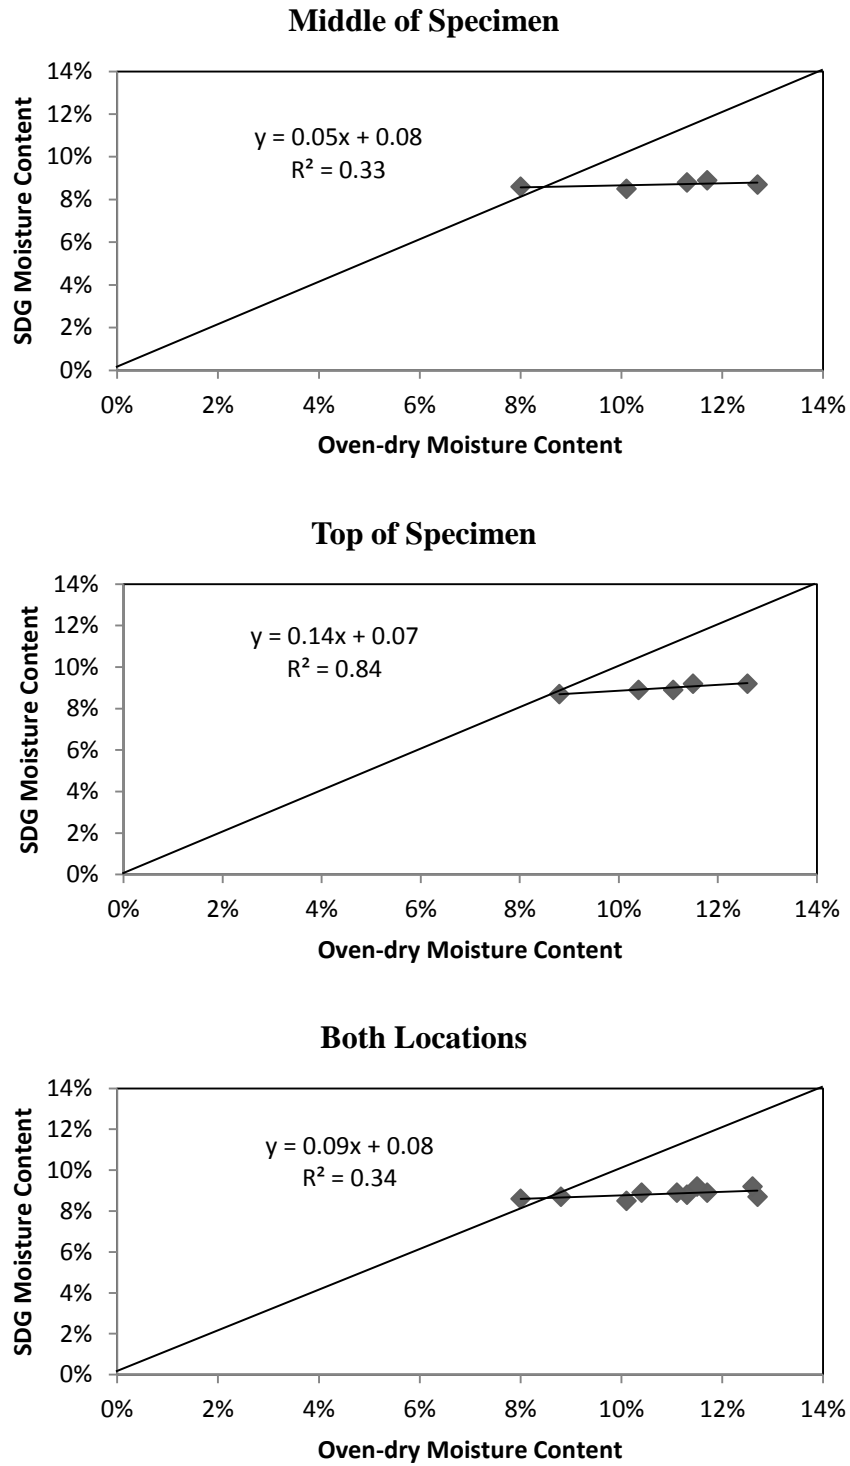 Middle of Specimen
14%
12%
10%
8%
6%
4%
2%
0%
SDG Moisture Content
y = 0.05x + 0.08
R² = 0.33
0% 2% 4% 6% 8% 10% 12% 14%
Oven-dry Moisture Content
Top of Specimen
14%
12%
10%
8%
6%
4%
2%
0%
SDG Moisture Content
y = 0.14x + 0.07
R² = 0.84
0% 2% 4% 6% 8% 10% 12% 14%
Oven-dry Moisture Content
Both Locations
14%
12%
10%
8%
6%
4%
2%
0%
SDG Moisture Content
y = 0.09x + 0.08
R² = 0.34
0% 2% 4% 6% 8% 10% 12% 14%
Oven-dry Moisture Content